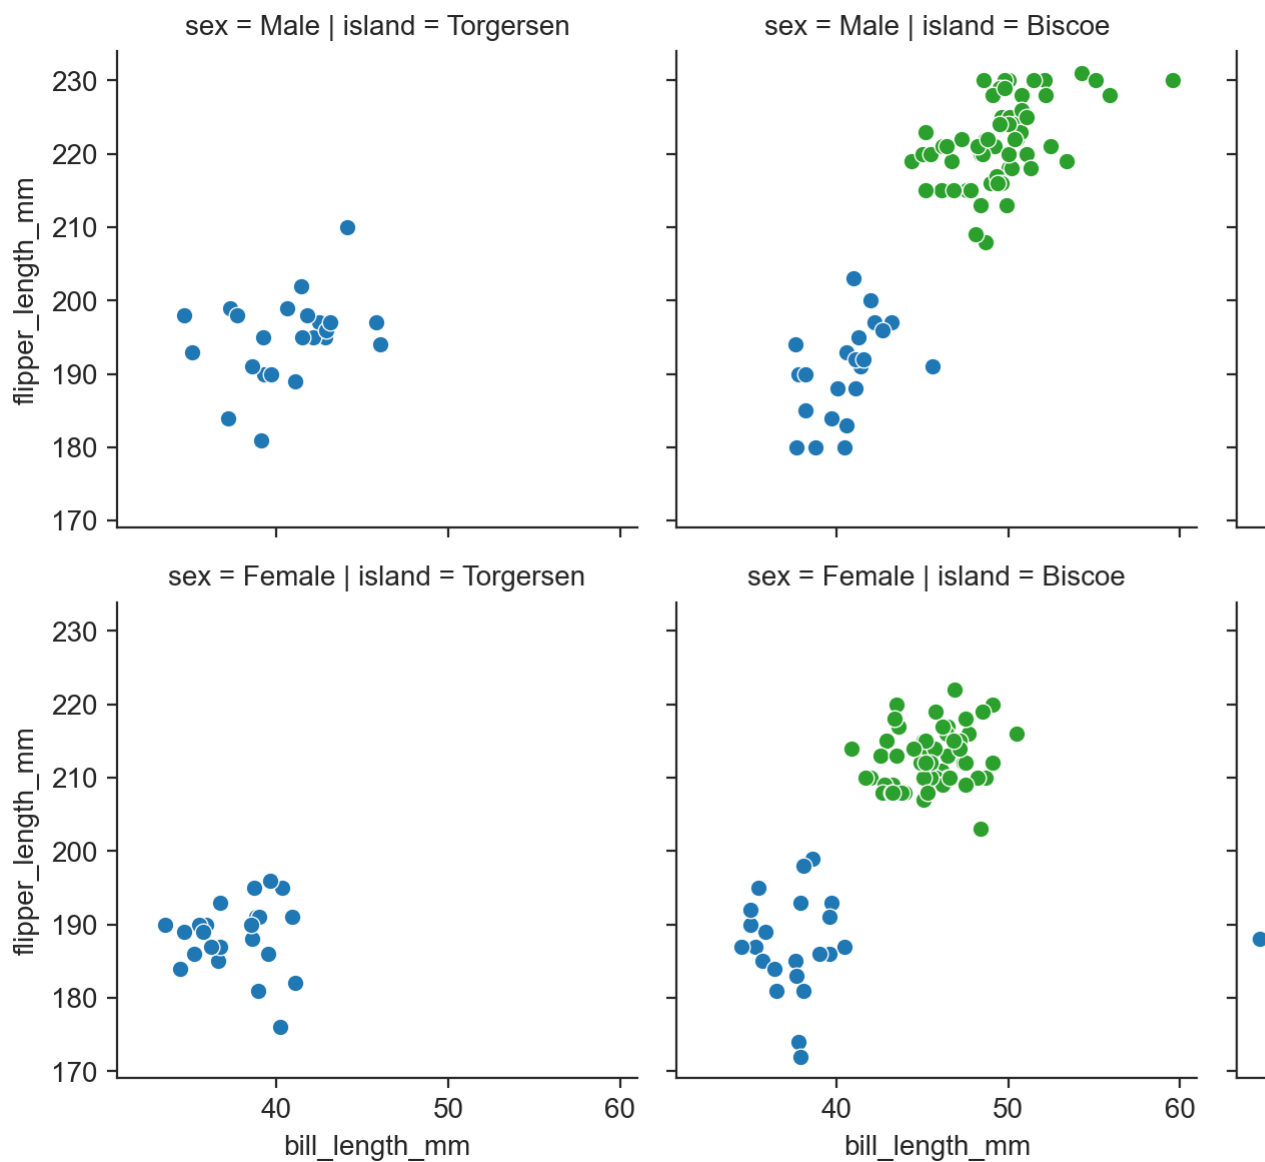 sex = Male | island = Torgersen
sex = Male | island = Biscoe
flipper_length_mm
230
220
210
200
190
180
170
sex = Female | island = Torgersen
sex = Female | island = Biscoe
flipper_length_mm
230
220
210
200
190
180
170
40 50 60
40 50 60
bill_length_mm
bill_length_mm